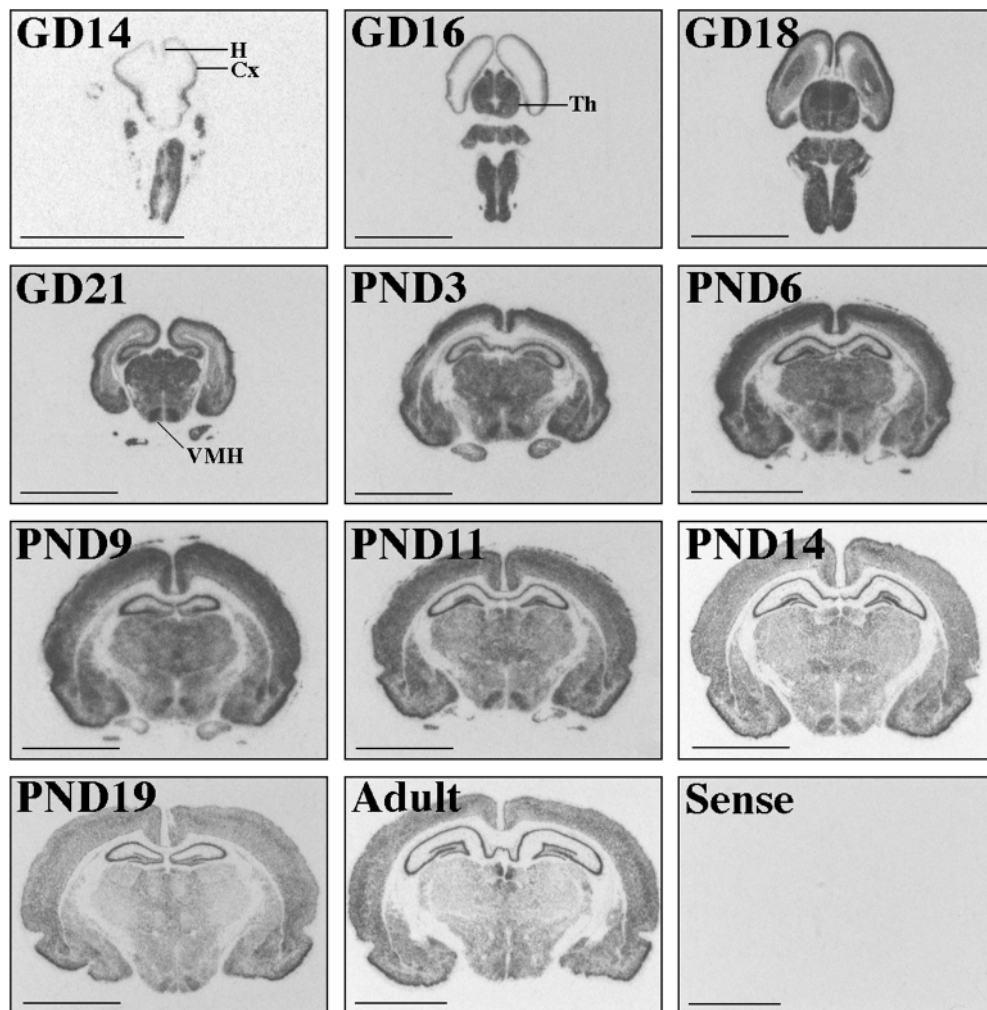 GD14
H
Cx
GD16
Th
GD18
GD21
VMH
PND3
PND6
PND9
PND11
PND14
PND19
Adult
Sense